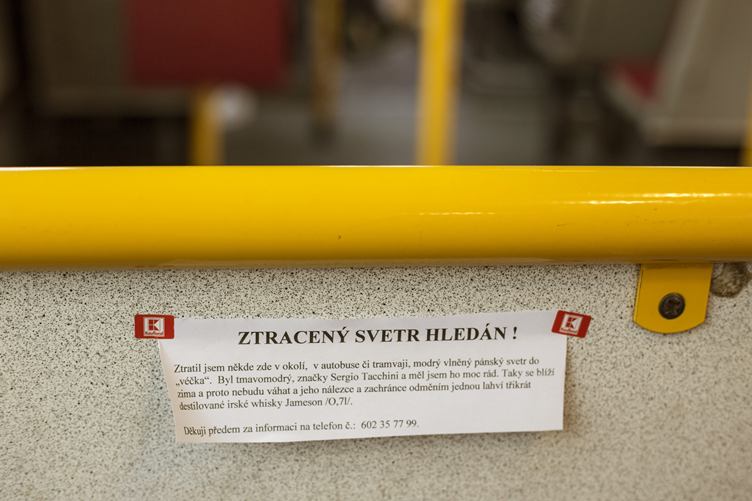 ZTRACENÝ SVETR HLEDÁN !
Ztratil jsem někde zde v okolí, v autobuse či tramvaji, modrý vlněný pánský svetr do
„véčka“. Byl tmavomodrý, značky Sergio Tacchini a měl jsem ho moc rád. Taky se blíží
zima a proto nebudu váhat a jeho nálezce a zachránce odměním jednou lahví třikrát
destilované irské whisky Jameson /O,7l/.
Děkuji předem za informaci na telefon č.: 602 35 77 99.
Kaufland
Kaufland